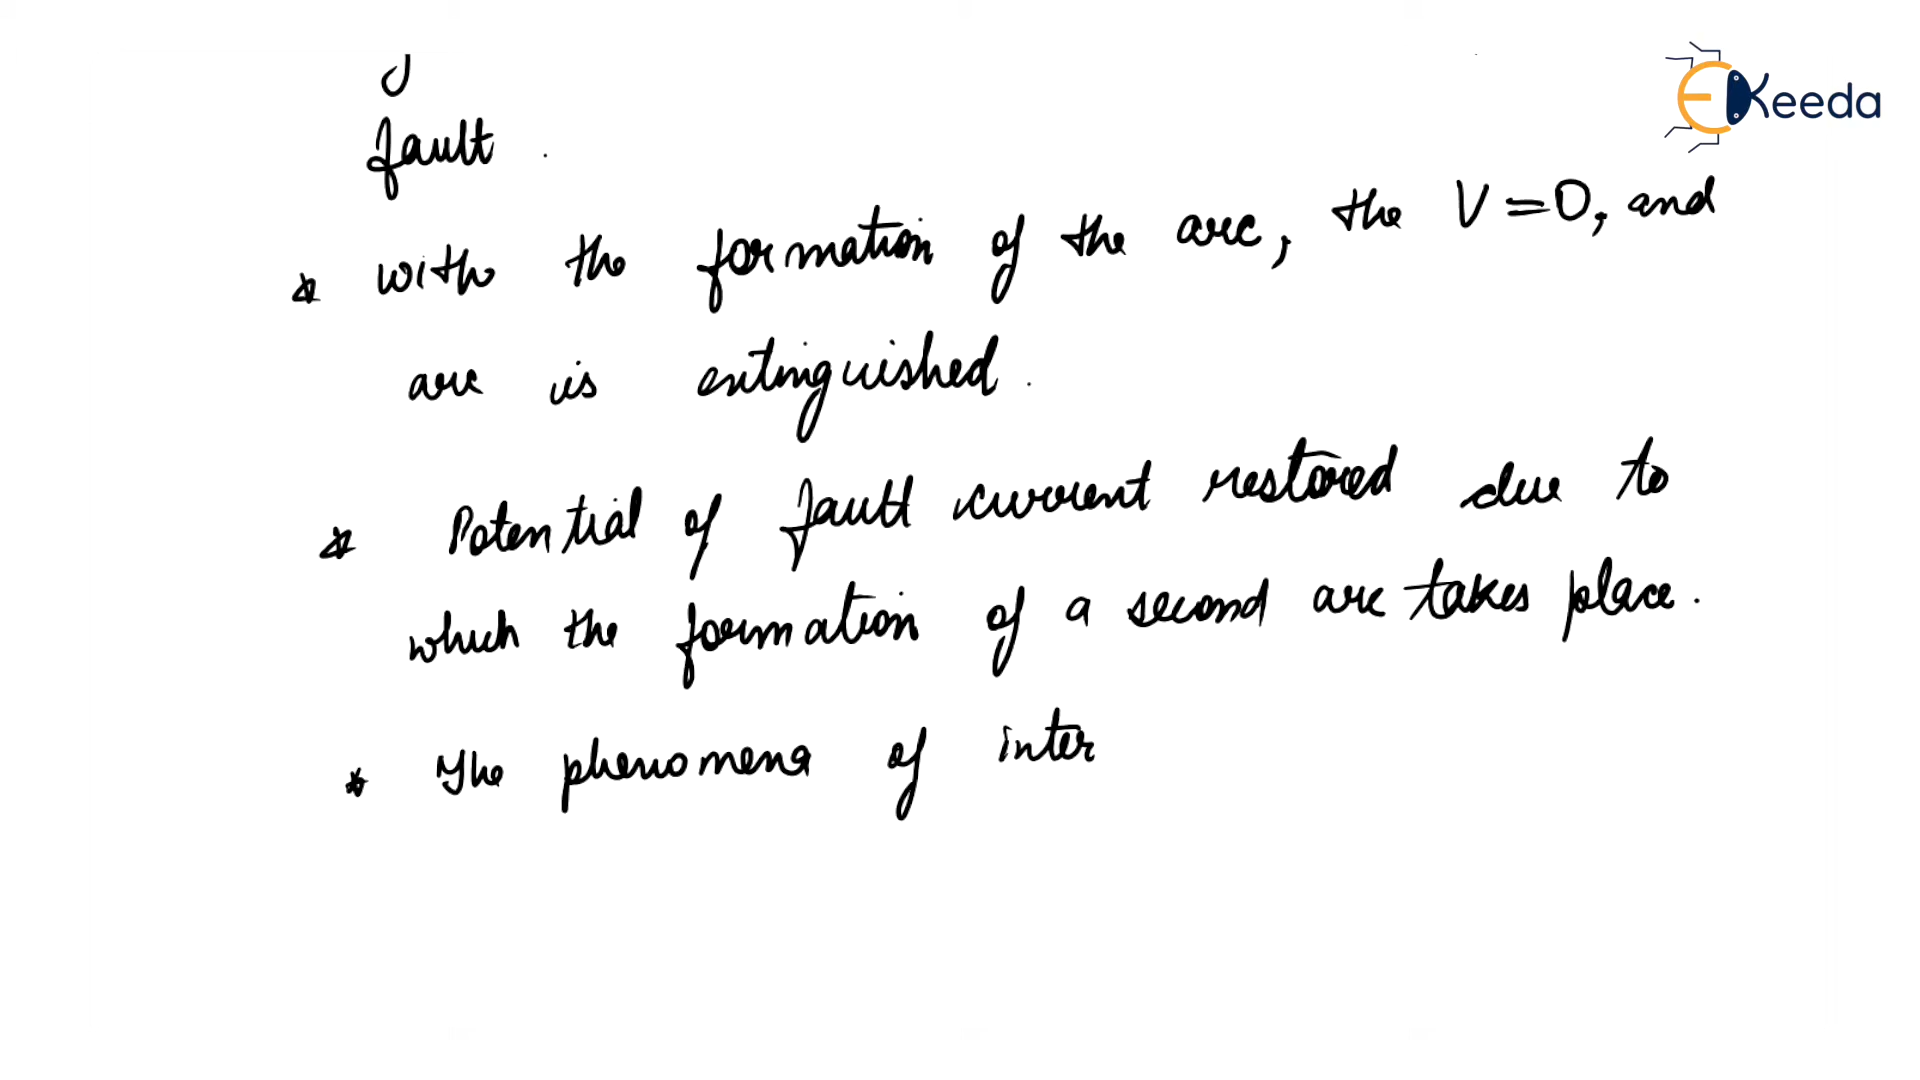 EKeeda
fault.
* with the formation of the arc, the V=0, and
arc is extinguished.
* Potential of fault current restored due to
which the formation of a second arc takes place.
* The phenomena of inter